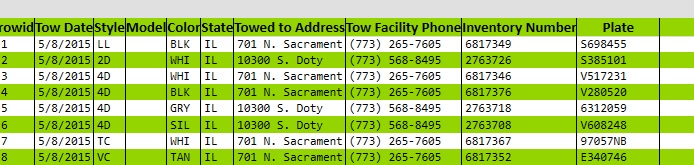 rowid Tow Date Style Model Color State Towed to Address Tow Facility Phone Inventory Number Plate
1 5/8/2015 LL BLK IL 701 N. Sacrament (773) 265-7605 6817349 S698455
2 5/8/2015 2D WHI IL 10300 S. Doty (773) 568-8495 2763726 S385101
3 5/8/2015 4D WHI IL 701 N. Sacrament (773) 265-7605 6817346 V517231
4 5/8/2015 4D BLK IL 701 N. Sacrament (773) 265-7605 6817376 V280520
5 5/8/2015 4D GRY IL 10300 S. Doty (773) 568-8495 2763718 6312059
6 5/8/2015 4D SIL IL 10300 S. Doty (773) 568-8495 2763708 V608248
7 5/8/2015 TC WHI IL 701 N. Sacrament (773) 265-7605 6817367 97057NB
8 5/8/2015 VC TAN IL 701 N. Sacrament (773) 265-7605 6817352 E340746